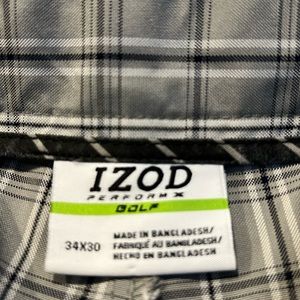 IZOD
PERFORMX
GOLF
34X30
MADE IN BANGLADESH/
FABRIQUÉ AU BANGLADESH/
HECHO EN BANGLADESH